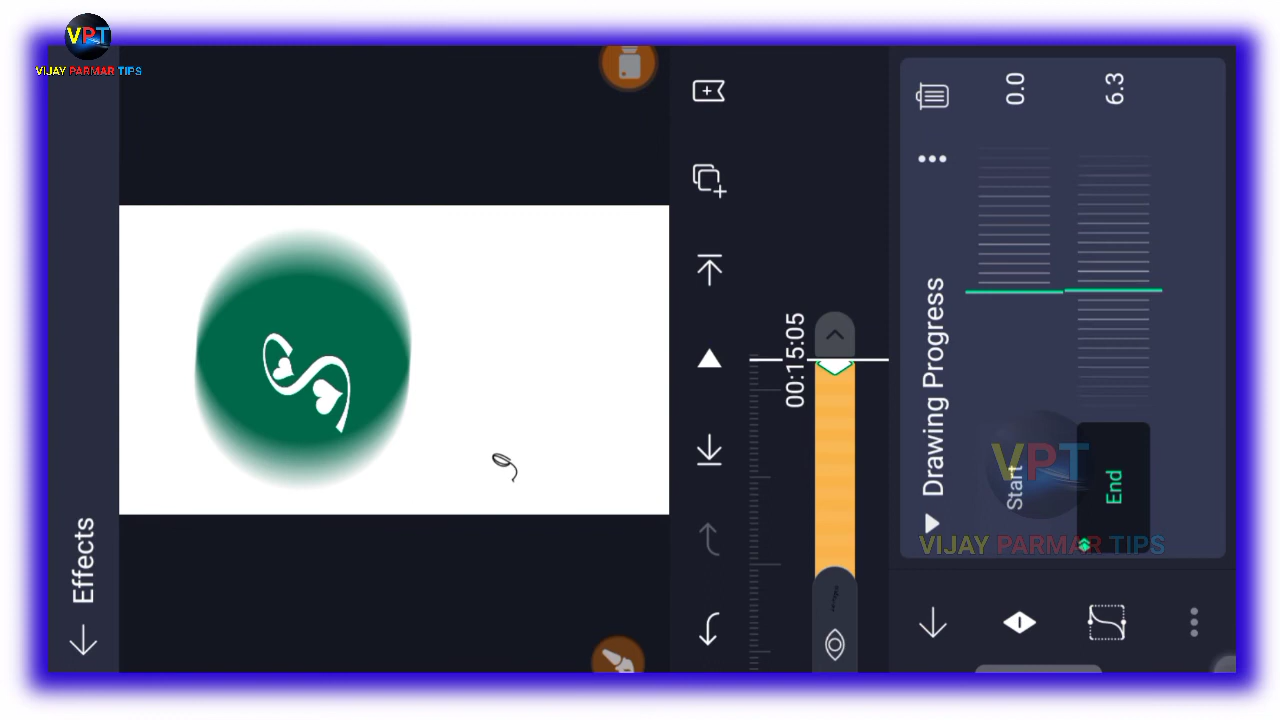 VPT
VIJAY PARMAR TIPS
Effects
S
00:15:05
Drawing Progress
Start
0.0
End
6.3
VPT
VIJAY PARMAR TIPS